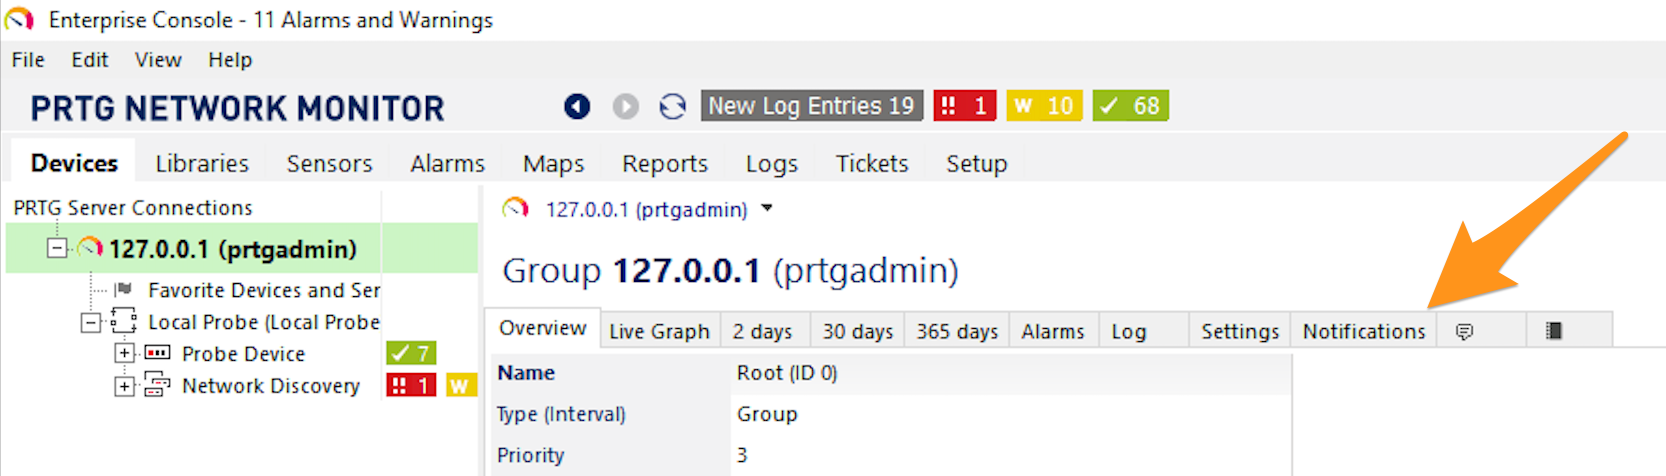 Enterprise Console - 11 Alarms and Warnings
File Edit View Help
PRTG NETWORK MONITOR New Log Entries 19 !! 1 W 10 ✓ 68
Devices Libraries Sensors Alarms Maps Reports Logs Tickets Setup
PRTG Server Connections
127.0.0.1 (prtgadmin)
Favorite Devices and Ser
Local Probe (Local Probe
Probe Device ✓ 7
Network Discovery !! 1 W
127.0.0.1 (prtgadmin)
Group 127.0.0.1 (prtgadmin)
Overview Live Graph 2 days 30 days 365 days Alarms Log Settings Notifications
Name Root (ID 0)
Type (Interval) Group
Priority 3